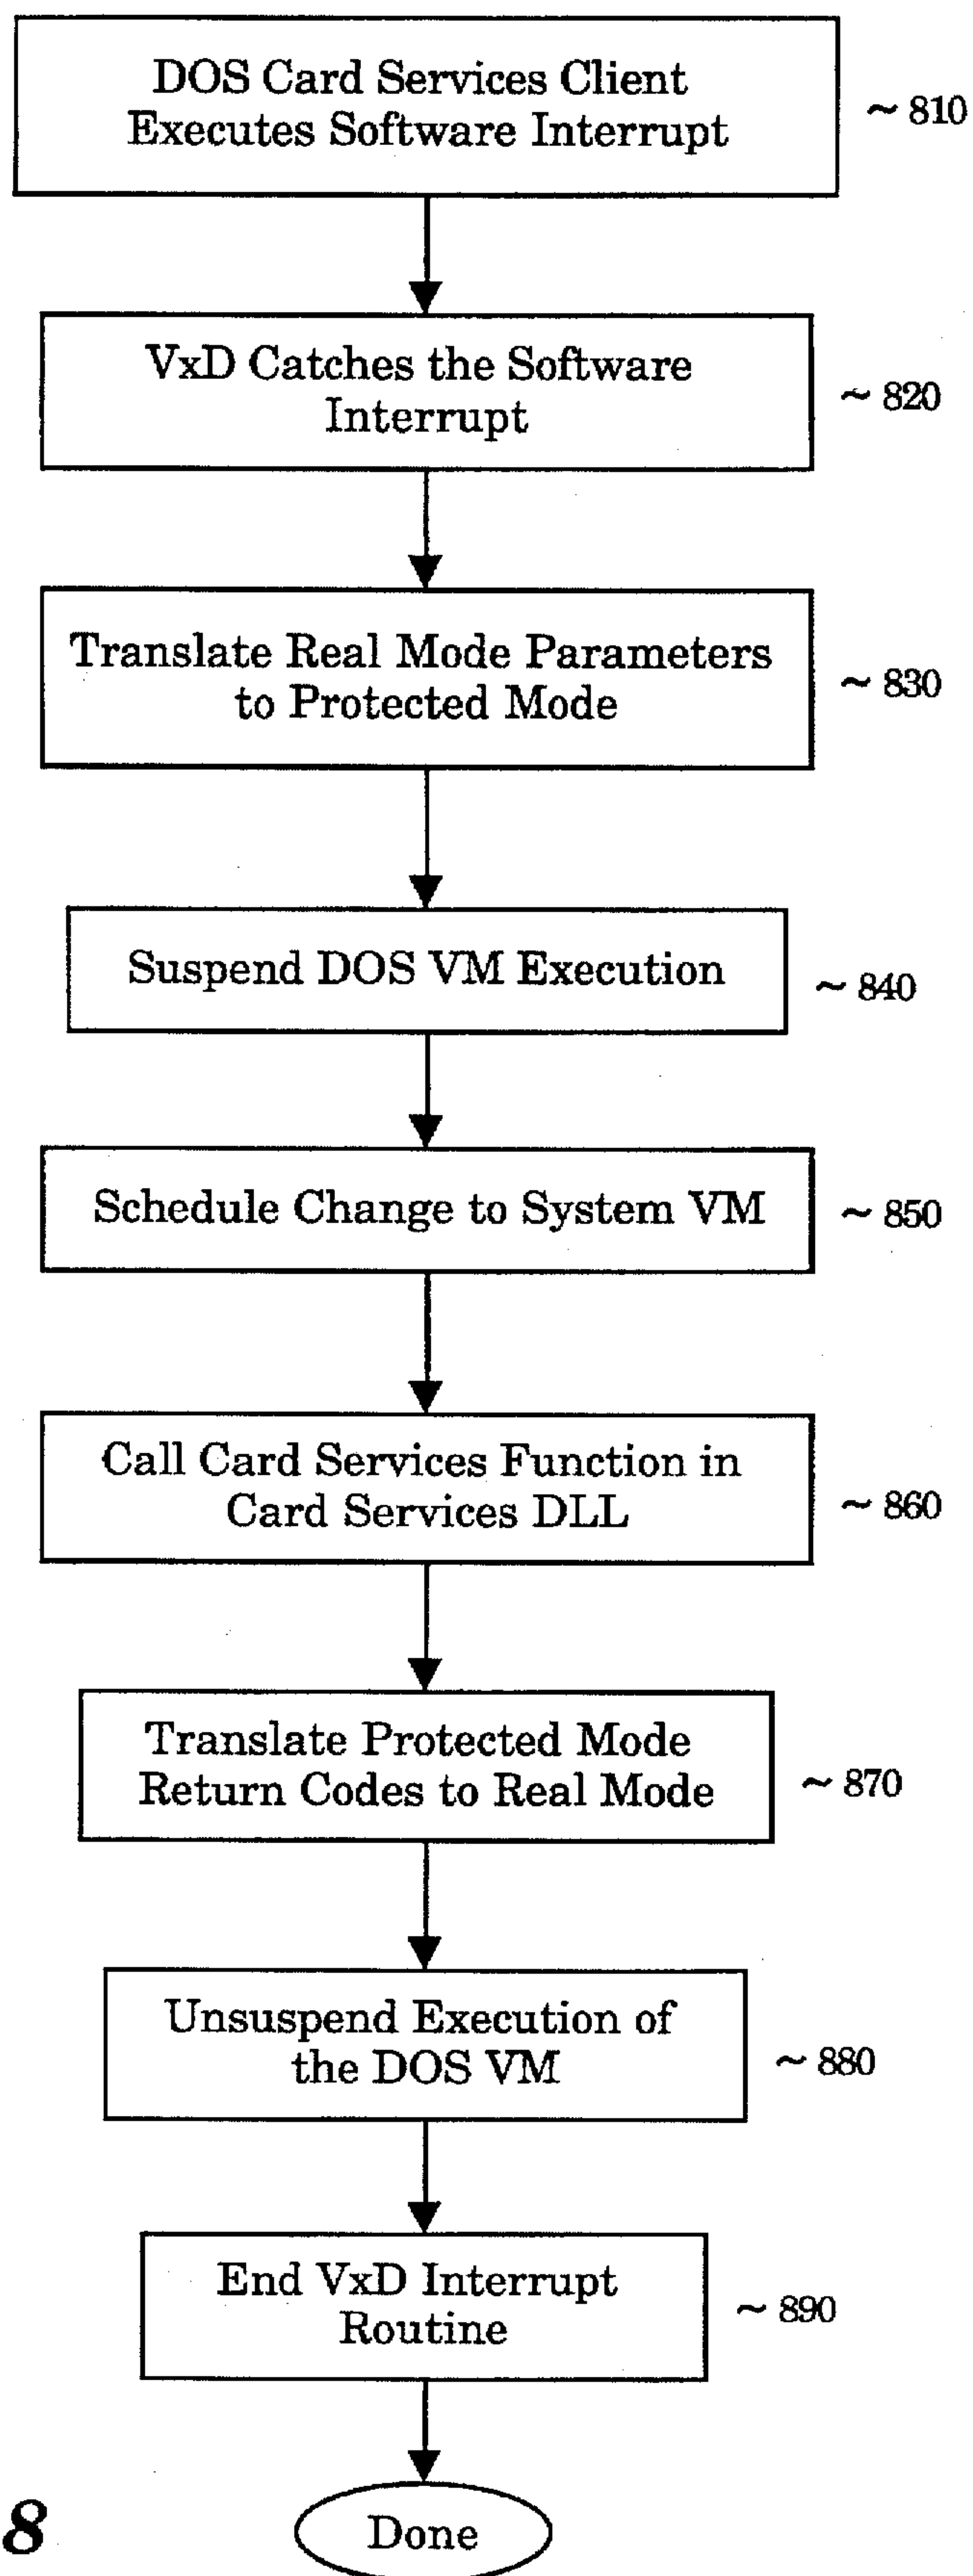 DOS Card Services Client
Executes Software Interrupt
~ 810
VxD Catches the Software
Interrupt
~ 820
Translate Real Mode Parameters
to Protected Mode
~ 830
Suspend DOS VM Execution
~ 840
Schedule Change to System VM
~ 850
Call Card Services Function in
Card Services DLL
~ 860
Translate Protected Mode
Return Codes to Real Mode
~ 870
Unsuspend Execution of
the DOS VM
~ 880
End VxD Interrupt
Routine
~ 890
Done
8